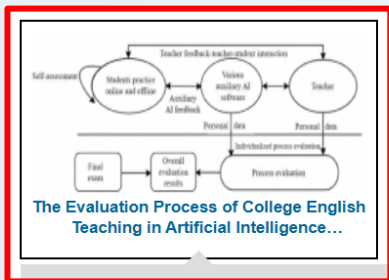 Teacher feedback-teacher-student interaction
Self-assessment
Students practice
online and offline
Various
auxiliary AI
software
Teacher
Auxiliary
AI feedback
Personal data
Personal data
Individualized process evaluation
Final
exam
Overall
evaluation
results
Process evaluation
The Evaluation Process of College English
Teaching in Artificial Intelligence…